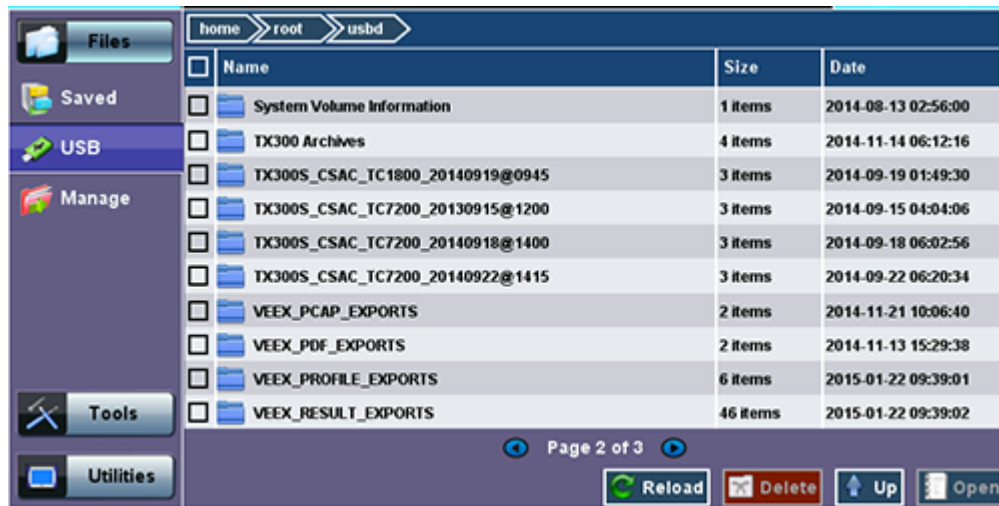 Files
Saved
USB
Manage
Tools
Utilities
home root usbd
Name Size Date
System Volume Information 1 items 2014-08-13 02:56:00
TX300 Archives 4 items 2014-11-14 06:12:16
TX300S_CSAC_TC1800_20140919@0945 3 items 2014-09-19 01:49:30
TX300S_CSAC_TC7200_20130915@1200 3 items 2014-09-15 04:04:06
TX300S_CSAC_TC7200_20140918@1400 3 items 2014-09-18 06:02:56
TX300S_CSAC_TC7200_20140922@1415 3 items 2014-09-22 06:20:34
VEEX_PCAP_EXPORTS 2 items 2014-11-21 10:06:40
VEEX_PDF_EXPORTS 2 items 2014-11-13 15:29:38
VEEX_PROFILE_EXPORTS 6 items 2015-01-22 09:39:01
VEEX_RESULT_EXPORTS 46 items 2015-01-22 09:39:02
Page 2 of 3
Reload Delete Up Open